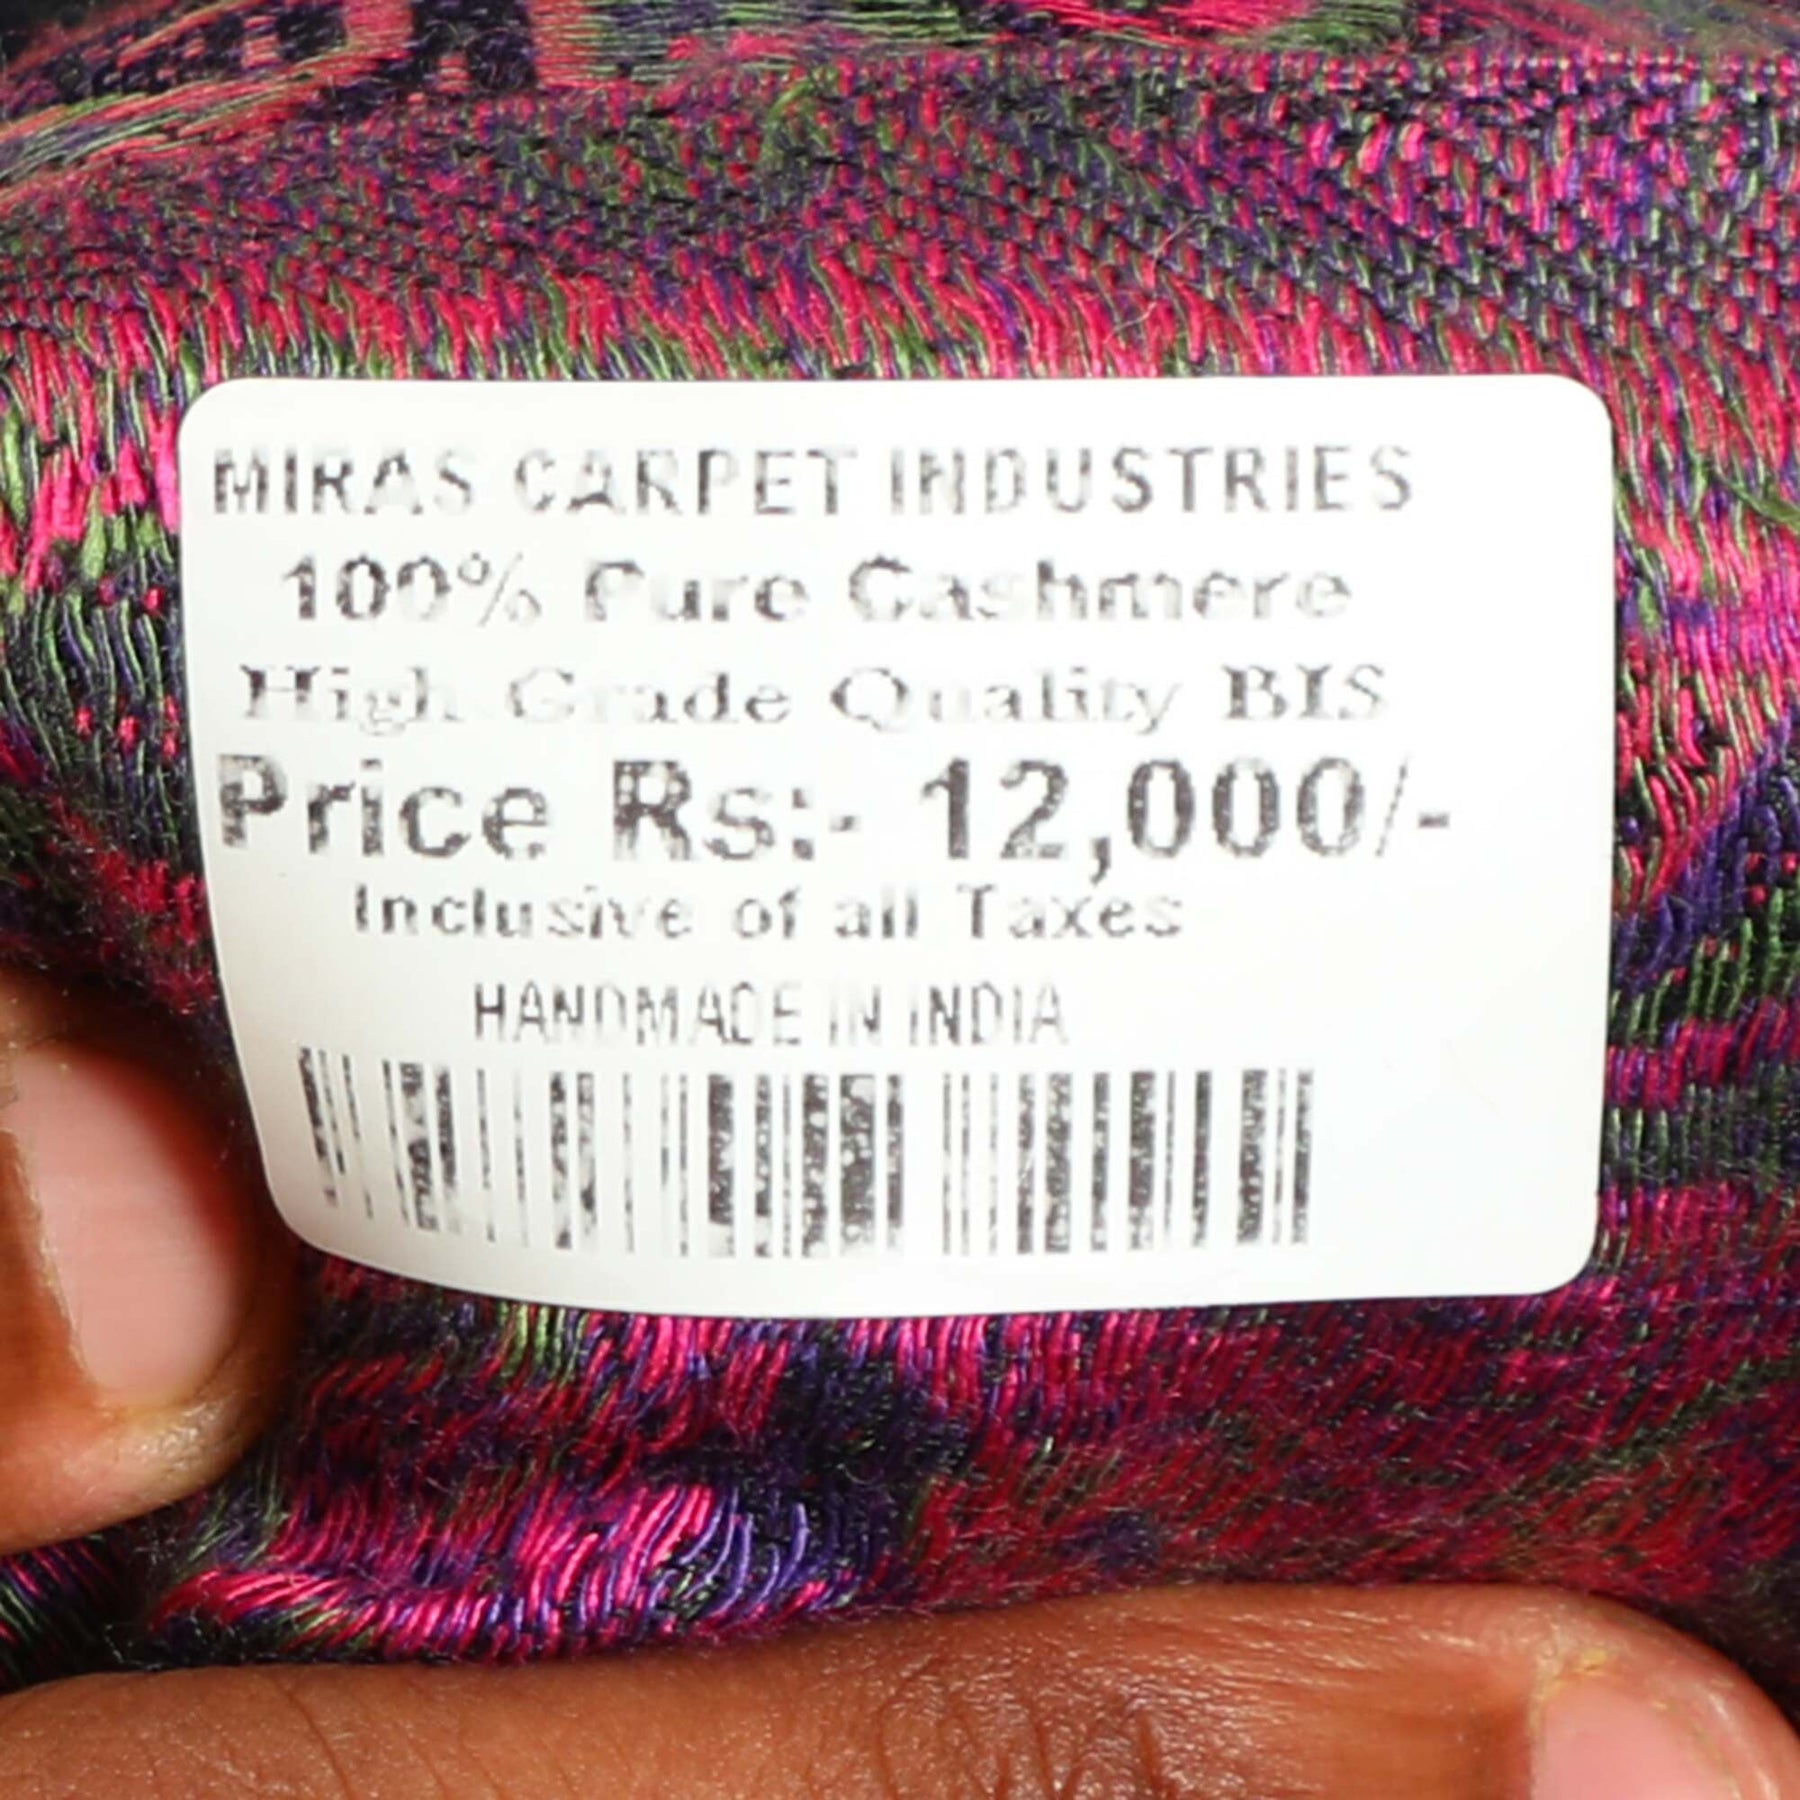 MIRAS CARPET INDUSTRIES
100% Pure Cashmere
High Grade Quality BIS
Price Rs:- 12,000/-
Inclusive of all Taxes
HANDMADE IN INDIA